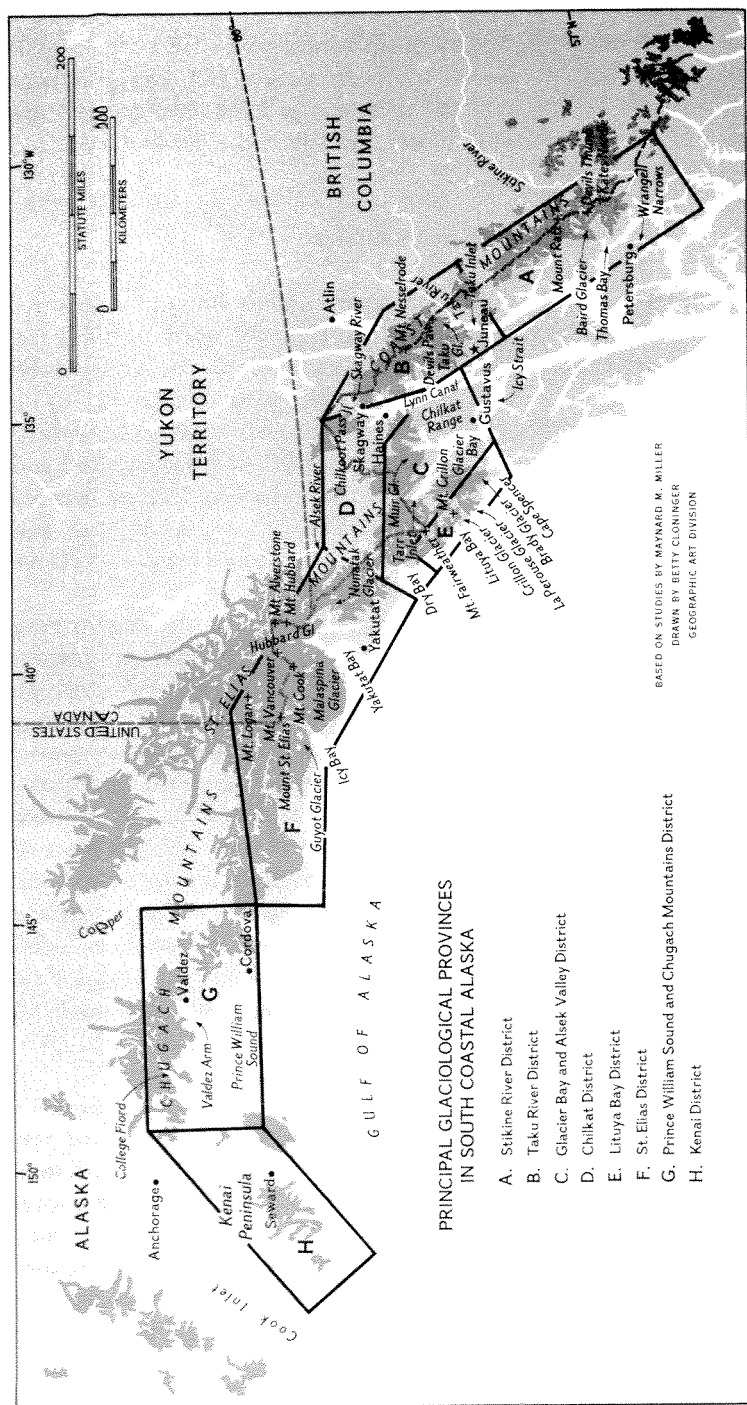 PRINCIPAL GLACIOLOGICAL PROVINCES
IN SOUTH COASTAL ALASKA
A. Stikine River District
B. Taku River District
C. Glacier Bay and Alsek Valley District
D. Chilkat District
E. Lituya Bay District
F. St. Elias District
G. Prince William Sound and Chugach Mountains District
H. Kenai District
BASED ON STUDIES BY MAYNARD M. MILLER
DRAWN BY BETTY CLONINGER
GEOGRAPHIC ART DIVISION
0
200
STATUTE MILES
0
KILOMETERS
150°
145°
140°
135°
130°W
60°
57°N
ALASKA
Anchorage
Cook Inlet
Kenai
Peninsula
Seward
H
College Fiord
CHUGACH
MOUNTAINS
Valdez
Valdez Arm
G
Prince William
Sound
Cordova
Copper
GULF OF ALASKA
UNITED STATES
CANADA
ST. ELIAS
MOUNTAINS
Mt. Logan
Mt. Vancouver
Mount St. Elias
Mt. Cook
Malaspina
Glacier
F
Guyot Glacier
Icy Bay
Yakutat Bay
Hubbard Gl
Mt. Alverstone
Mt. Hubbard
Nunatak
Glacier
Yakutat
YUKON
TERRITORY
Alsek River
D
Chilkoot Pass
Skagway
Haines
Muir Gl
C
Tarr
Inlet
Dry Bay
Mt. Fairweather
E
Mt. Crillon
Glacier
Bay
Lituya Bay
Crillon Glacier
La Perouse Glacier
Brady Glacier
Cape Spencer
Chilkat
Range
Lynn Canal
Gustavus
Icy Strait
Skagway River
Atlin
COAST
MOUNTAINS
B
Mt. Nesselrode
Devils Paw
Taku
Gl.
Taku River
Taku Inlet
Juneau
A
BRITISH
COLUMBIA
Stikine River
Devils Thumb
Baird Glacier
Thomas Bay
Petersburg
Wrangell
Narrows